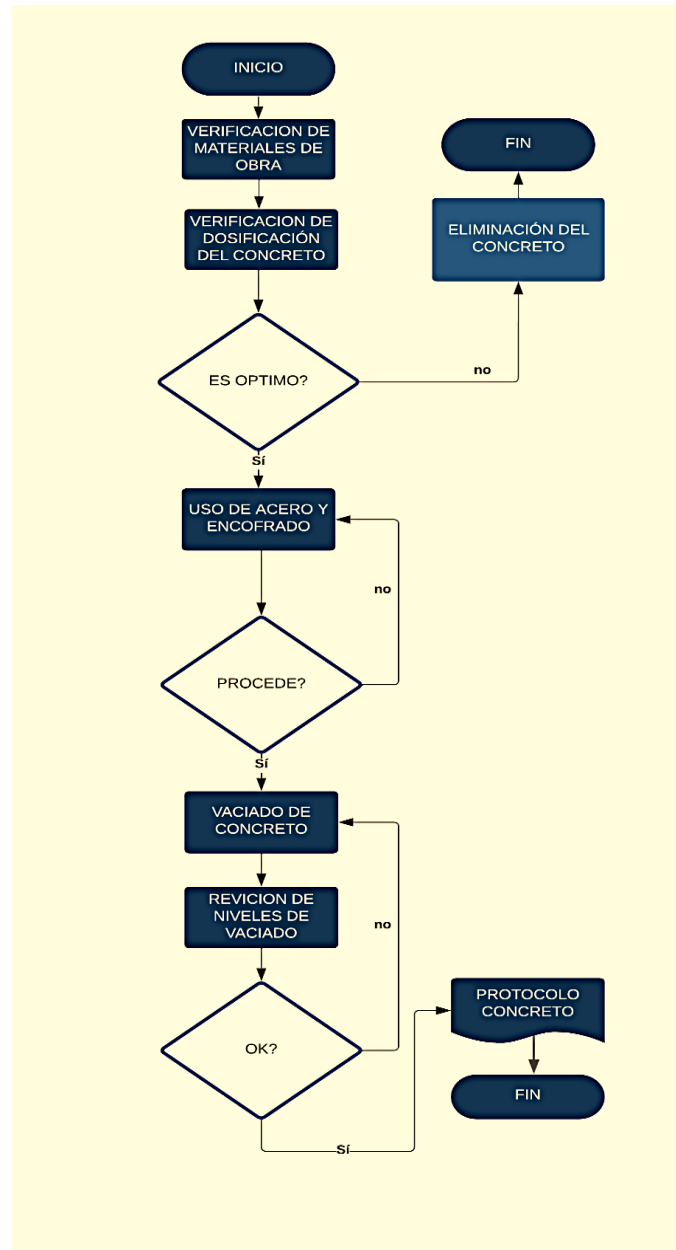 INICIO
VERIFICACION DE
MATERIALES DE
OBRA
FIN
VERIFICACION DE
DOSIFICACIÓN
DEL CONCRETO
ELIMINACIÓN DEL
CONCRETO
ES OPTIMO?
no
Sí
USO DE ACERO Y
ENCOFRADO
no
PROCEDE?
Sí
VACIADO DE
CONCRETO
REVICION DE
NIVELES DE
VACIADO
no
OK?
PROTOCOLO
CONCRETO
FIN
Sí